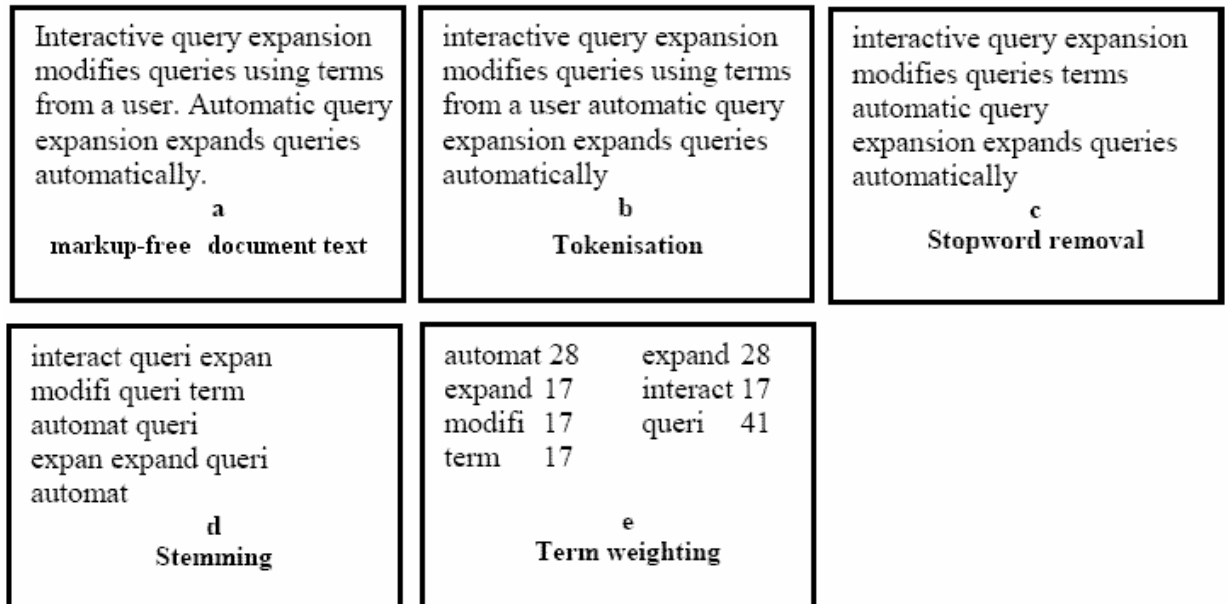 Interactive query expansion
modifies queries using terms
from a user. Automatic query
expansion expands queries
automatically.
a
markup-free document text
interactive query expansion
modifies queries using terms
from a user automatic query
expansion expands queries
automatically
b
Tokenisation
interactive query expansion
modifies queries terms
automatic query
expansion expands queries
automatically
c
Stopword removal
interact queri expan
modifi queri term
automat queri
expan expand queri
automat
d
Stemming
automat 28 expand 28
expand 17 interact 17
modifi 17 queri 41
term 17
e
Term weighting